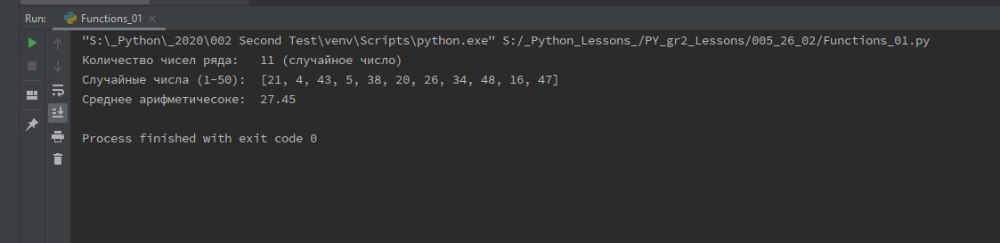 Run: Functions_01
"S:\_Python\_2020\002 Second Test\venv\Scripts\python.exe" S:/_Python_Lessons_/PY_gr2_Lessons/005_26_02/Functions_01.py
Количество чисел ряда: 11 (случайное число)
Случайные числа (1-50): [21, 4, 43, 5, 38, 20, 26, 34, 48, 16, 47]
Среднее арифметичесоке: 27.45
Process finished with exit code 0